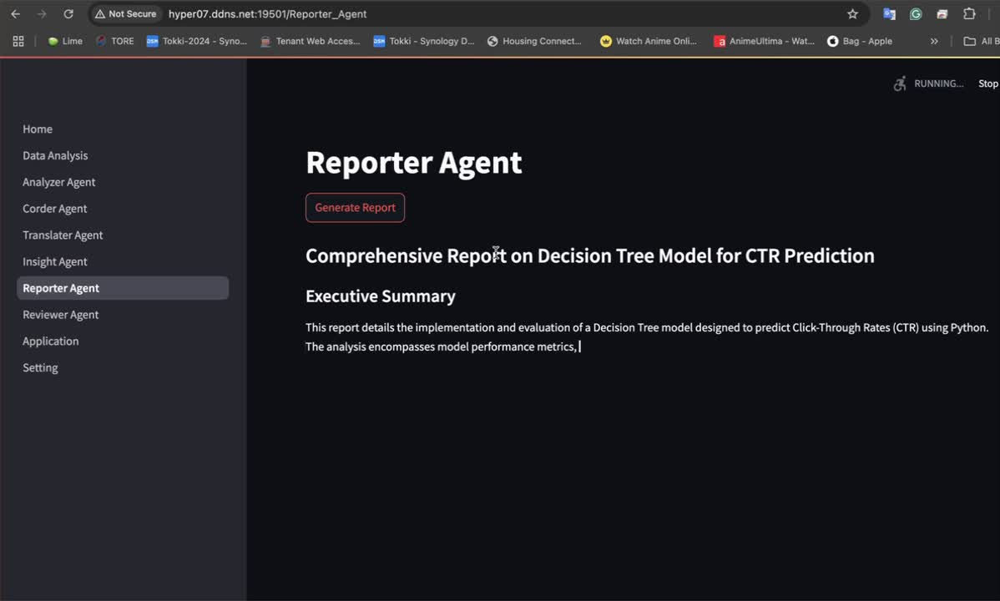 Not Secure hyper07.ddns.net:19501/Reporter_Agent
Lime TORE Tokki-2024 - Syno... Tenant Web Acces... Tokki - Synology D... Housing Connect... Watch Anime Onli... AnimeUltima - Wat... Bag - Apple » All B
RUNNING... Stop
Home
Data Analysis
Analyzer Agent
Corder Agent
Translater Agent
Insight Agent
Reporter Agent
Reviewer Agent
Application
Setting
Reporter Agent
Generate Report
Comprehensive Report on Decision Tree Model for CTR Prediction
Executive Summary
This report details the implementation and evaluation of a Decision Tree model designed to predict Click-Through Rates (CTR) using Python.
The analysis encompasses model performance metrics,